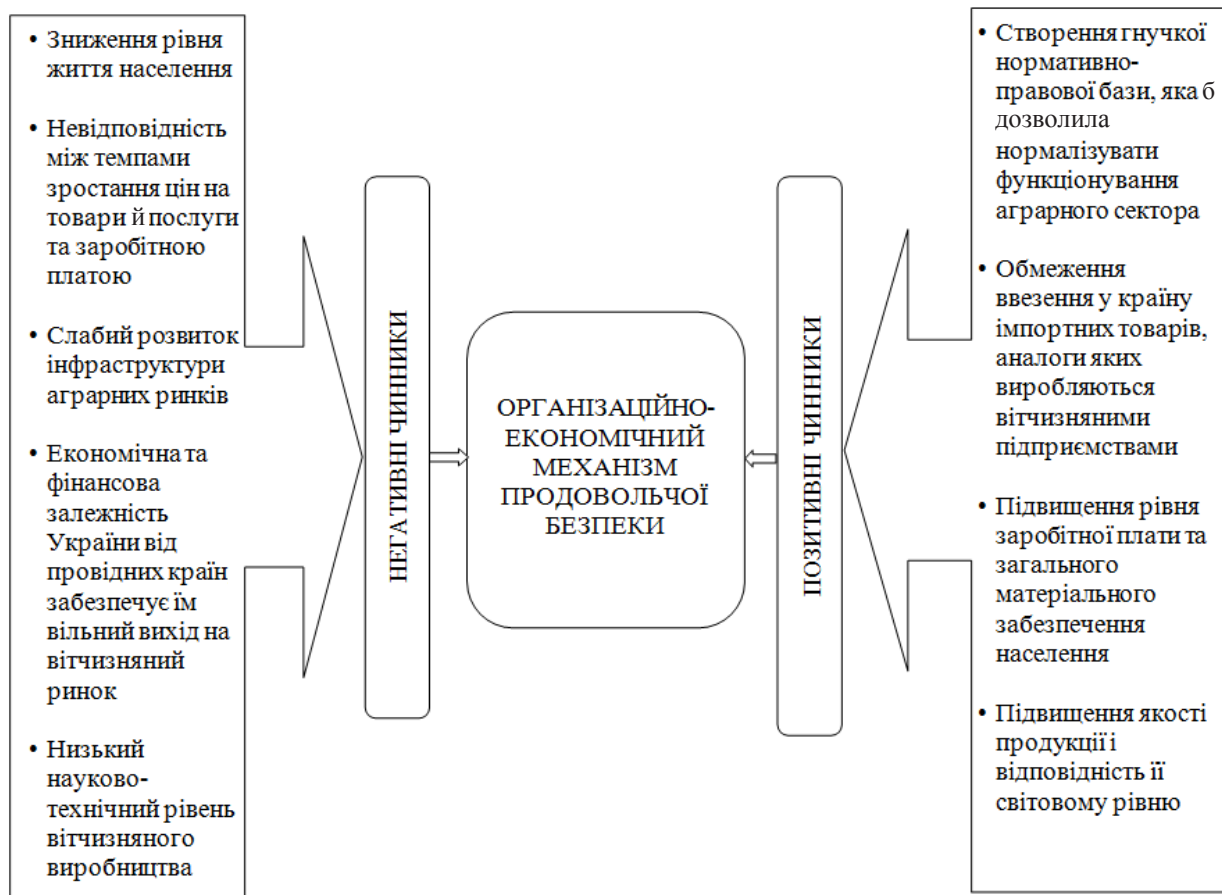 • Зниження рівня
життя населення
• Невідповідність
між темпами
зростання цін на
товари й послуги
та заробітною
платою
• Слабий розвиток
інфраструктури
аграрних ринків
• Економічна та
фінансова
залежність
України від
провідних країн
забезпечує їм
вільний вихід на
вітчизняний
ринок
• Низький
науково-
технічний рівень
вітчизняного
виробництва
НЕГАТИВНІ ЧИННИКИ
ОРГАНІЗАЦІЙНО-
ЕКОНОМІЧНИЙ
МЕХАНІЗМ
ПРОДОВОЛЬЧОЇ
БЕЗПЕКИ
ПОЗИТИВНІ ЧИННИКИ
• Створення гнучкої
нормативно-
правової бази, яка б
дозволила
нормалізувати
функціонування
аграрного сектора
• Обмеження
ввезення у країну
імпортних товарів,
аналоги яких
виробляються
вітчизняними
підприємствами
• Підвищення рівня
заробітної плати та
загального
матеріального
забезпечення
населення
• Підвищення якості
продукції і
відповідність її
світовому рівню